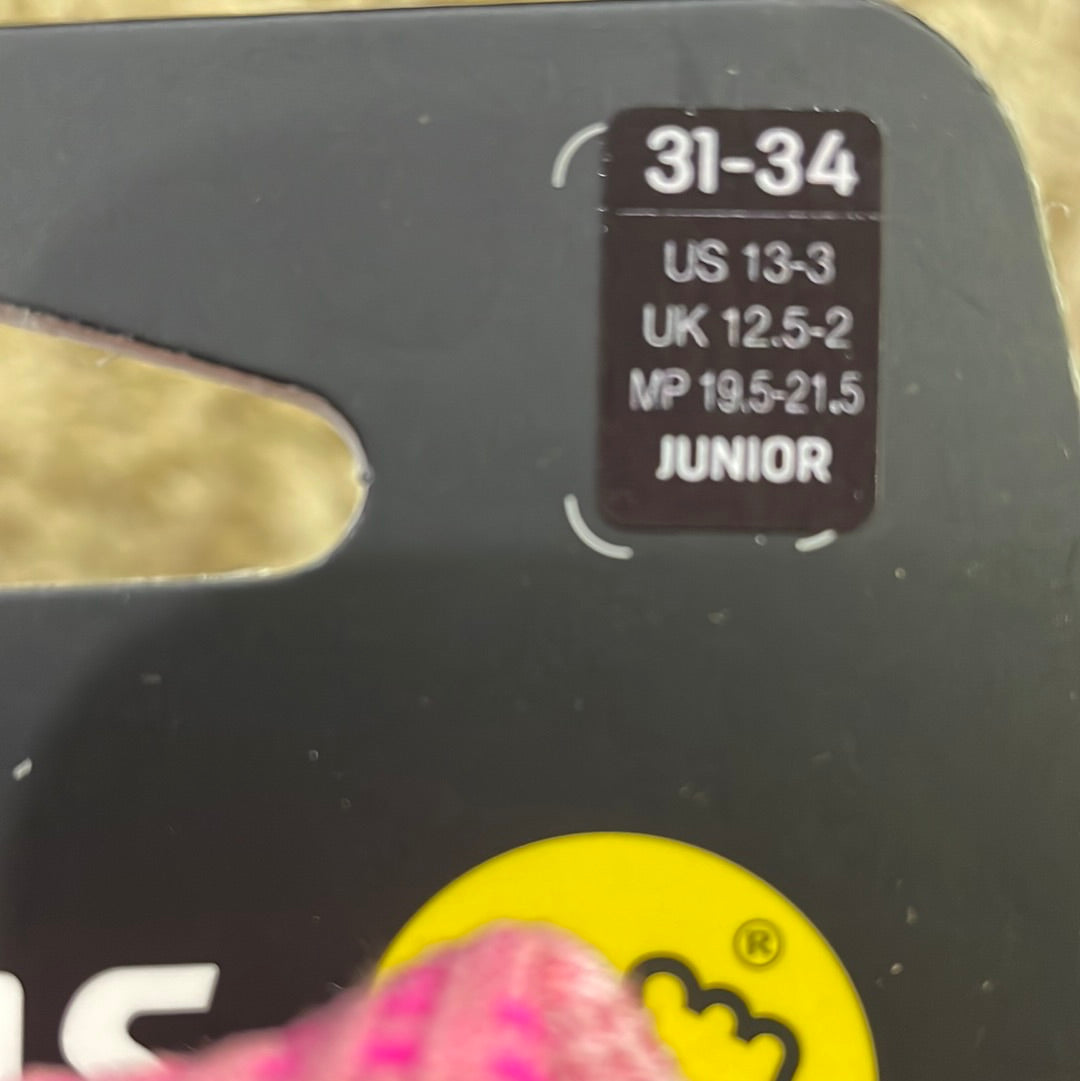 31-34
US 13-3
UK 12.5-2
MP 19.5-21.5
JUNIOR
®